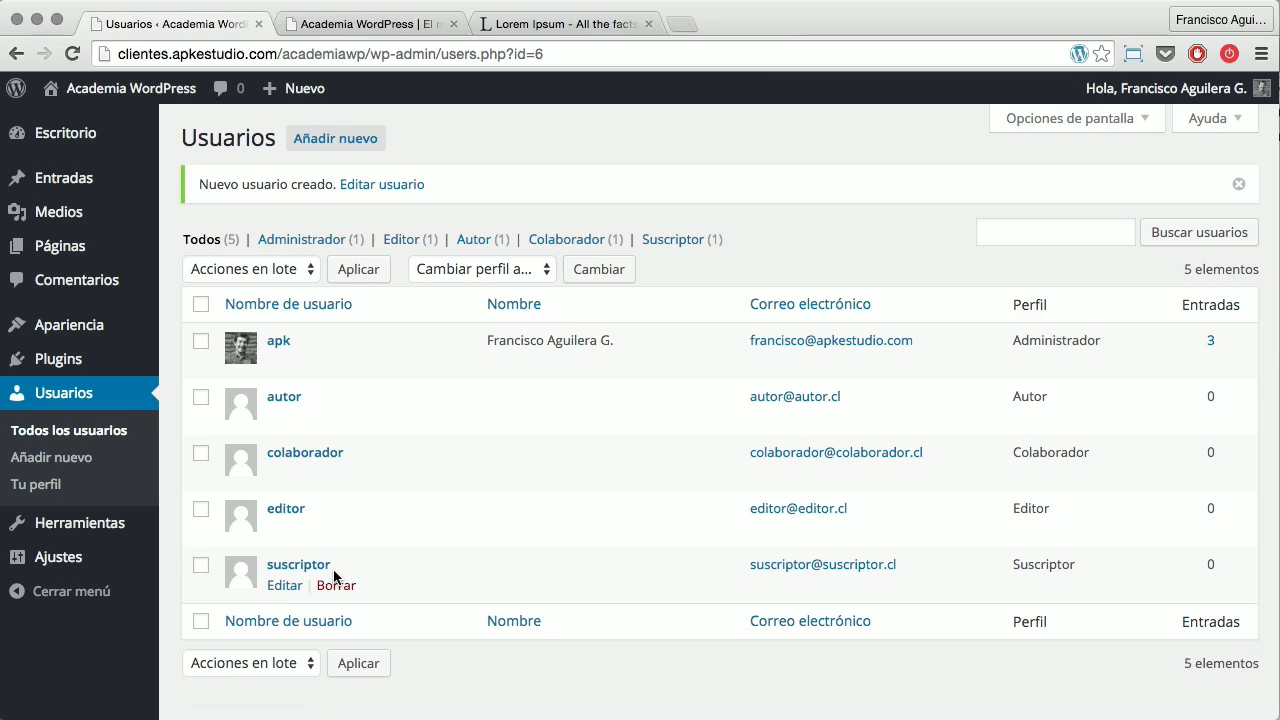 Usuarios ‹ Academia Word
Academia WordPress | El r
Lorem Ipsum - All the facts
Francisco Agui...
clientes.apkestudio.com/academiawp/wp-admin/users.php?id=6
Academia WordPress
0
Nuevo
Hola, Francisco Aguilera G.
Escritorio
Entradas
Medios
Páginas
Comentarios
Apariencia
Plugins
Usuarios
Todos los usuarios
Añadir nuevo
Tu perfil
Herramientas
Ajustes
Cerrar menú
Opciones de pantalla
Ayuda
Usuarios
Añadir nuevo
Nuevo usuario creado. Editar usuario
Todos (5) | Administrador (1) | Editor (1) | Autor (1) | Colaborador (1) | Suscriptor (1)
Buscar usuarios
Acciones en lote
Aplicar
Cambiar perfil a...
Cambiar
5 elementos
Nombre de usuario Nombre Correo electrónico Perfil Entradas
apk Francisco Aguilera G. francisco@apkestudio.com Administrador 3
autor autor@autor.cl Autor 0
colaborador colaborador@colaborador.cl Colaborador 0
editor editor@editor.cl Editor 0
suscriptor suscriptor@suscriptor.cl Suscriptor 0
Editar | Borrar
Nombre de usuario Nombre Correo electrónico Perfil Entradas
Acciones en lote
Aplicar
5 elementos